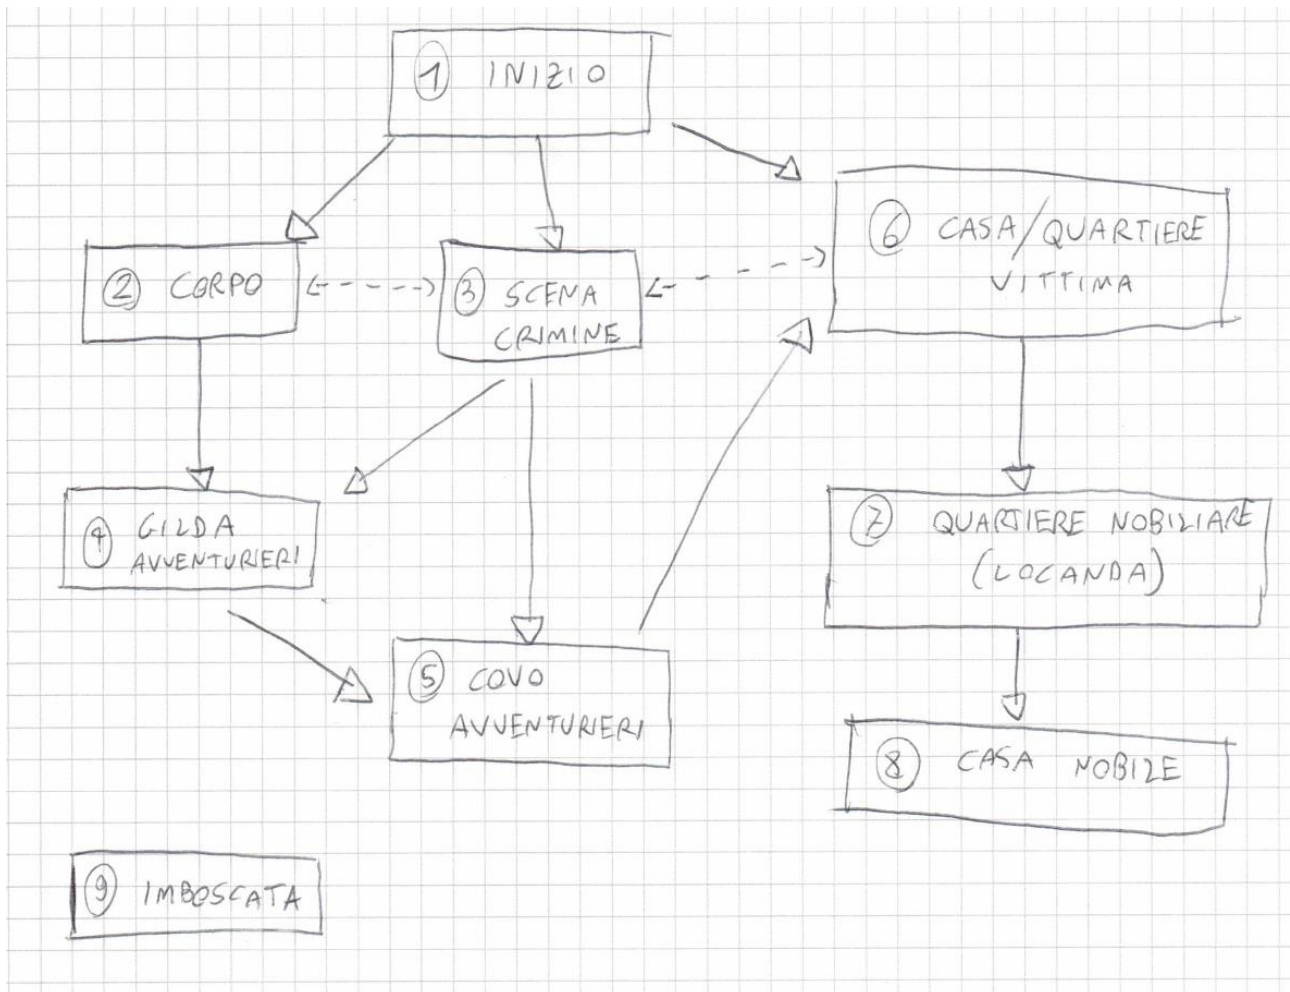 1 INIZIO
6 CASA/QUARTIERE
VITTIMA
2 CORPO
3 SCENA
CRIMINE
4 GILDA
AVVENTURIERI
7 QUARTIERE NOBILIARE
(LOCANDA)
5 COVO
AVVENTURIERI
8 CASA NOBILE
9 IMBOSCATA